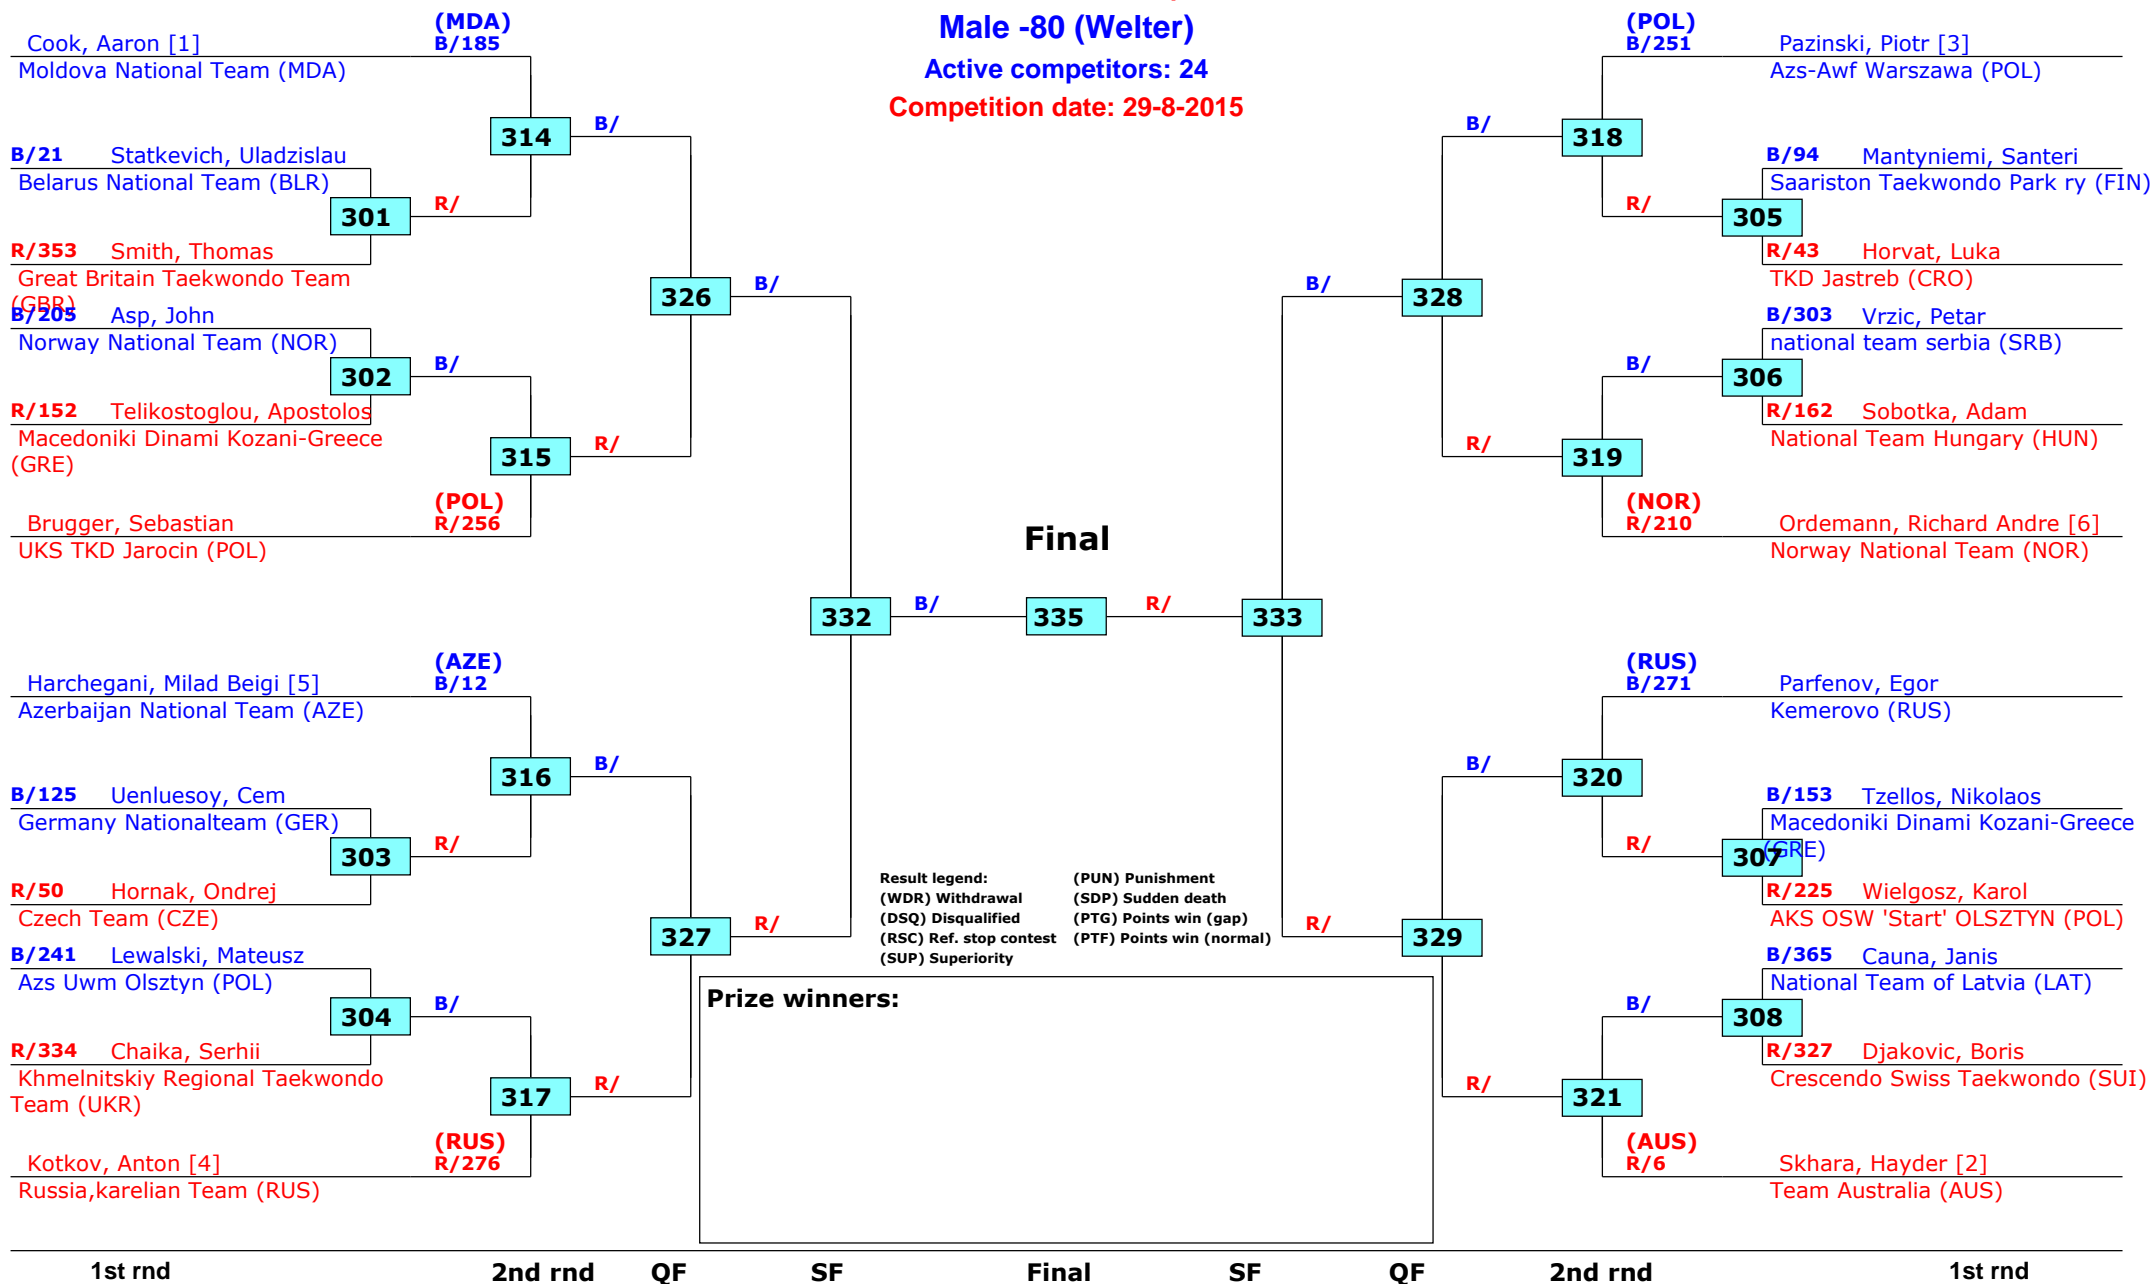 Male -80 (Welter)
Active competitors: 24
Competition date: 29-8-2015
(MDA)
Cook, Aaron [1] B/185
Moldova National Team (MDA)
314
B/
B/21 Statkevich, Uladzislau
Belarus National Team (BLR)
301
R/
R/353 Smith, Thomas
Great Britain Taekwondo Team
(GBR)
326
B/
B/205 Asp, John
Norway National Team (NOR)
302
B/
R/152 Telikostoglou, Apostolos
Macedoniki Dinami Kozani-Greece
(GRE)
315
R/
(POL)
Brugger, Sebastian R/256
UKS TKD Jarocin (POL)
332
B/
(AZE)
Harchegani, Milad Beigi [5] B/12
Azerbaijan National Team (AZE)
316
B/
B/125 Uenluesoy, Cem
Germany Nationalteam (GER)
303
R/
R/50 Hornak, Ondrej
Czech Team (CZE)
327
R/
B/241 Lewalski, Mateusz
Azs Uwm Olsztyn (POL)
304
B/
R/334 Chaika, Serhii
Khmelnitskiy Regional Taekwondo
Team (UKR)
317
R/
(RUS)
Kotkov, Anton [4] R/276
Russia,karelian Team (RUS)
Final
335
(POL)
B/251 Pazinski, Piotr [3]
Azs-Awf Warszawa (POL)
B/
318
B/94 Mantyniemi, Santeri
Saariston Taekwondo Park ry (FIN)
R/
305
R/43 Horvat, Luka
TKD Jastreb (CRO)
B/
328
B/303 Vrzic, Petar
national team serbia (SRB)
B/
306
R/162 Sobotka, Adam
National Team Hungary (HUN)
R/
319
(NOR)
R/210 Ordemann, Richard Andre [6]
Norway National Team (NOR)
R/
333
(RUS)
B/271 Parfenov, Egor
Kemerovo (RUS)
B/
320
B/153 Tzellos, Nikolaos
Macedoniki Dinami Kozani-Greece
(GRE)
R/
307
R/225 Wielgosz, Karol
AKS OSW 'Start' OLSZTYN (POL)
R/
329
B/365 Cauna, Janis
National Team of Latvia (LAT)
B/
308
R/327 Djakovic, Boris
Crescendo Swiss Taekwondo (SUI)
R/
321
(AUS)
R/6 Skhara, Hayder [2]
Team Australia (AUS)
Result legend: (PUN) Punishment
(WDR) Withdrawal (SDP) Sudden death
(DSQ) Disqualified (PTG) Points win (gap)
(RSC) Ref. stop contest (PTF) Points win (normal)
(SUP) Superiority
Prize winners:
1st rnd 2nd rnd QF SF Final SF QF 2nd rnd 1st rnd